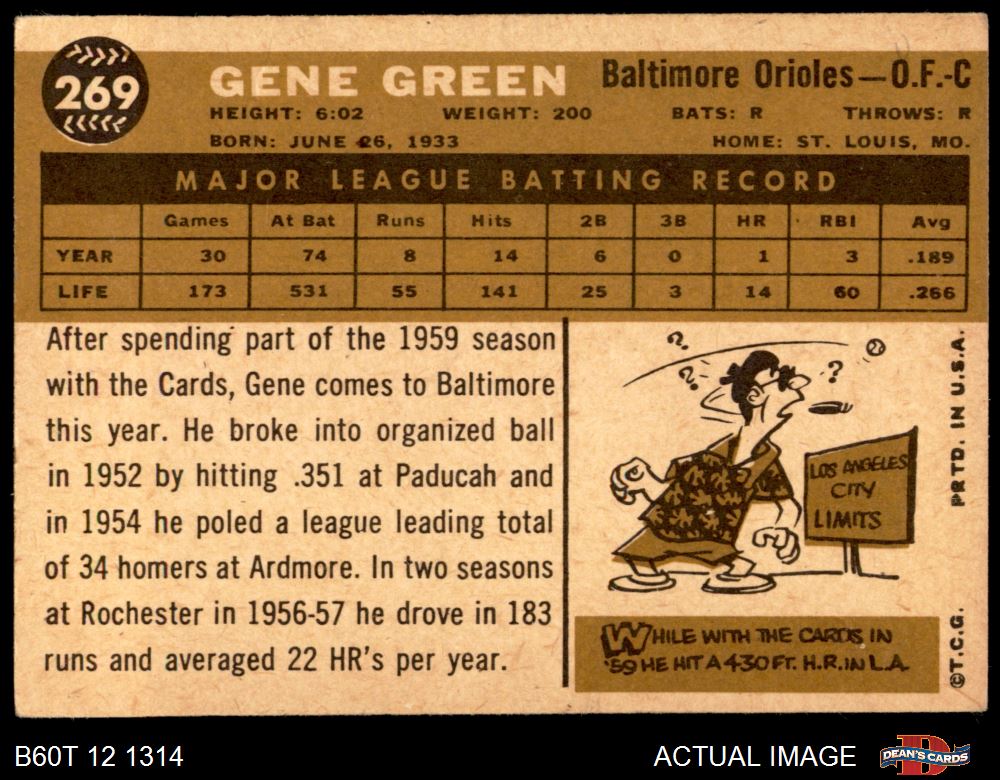 269
GENE GREEN
Baltimore Orioles—O.F.-C
HEIGHT: 6:02 WEIGHT: 200 BATS: R THROWS: R
BORN: JUNE 26, 1933 HOME: ST. LOUIS, MO.
MAJOR LEAGUE BATTING RECORD
Games At Bat Runs Hits 2B 3B HR RBI Avg
YEAR 30 74 8 14 6 0 1 3 .189
LIFE 173 531 55 141 25 3 14 60 .266
After spending part of the 1959 season
with the Cards, Gene comes to Baltimore
this year. He broke into organized ball
in 1952 by hitting .351 at Paducah and
in 1954 he poled a league leading total
of 34 homers at Ardmore. In two seasons
at Rochester in 1956-57 he drove in 183
runs and averaged 22 HR's per year.
? ? ?
LOS ANGELES
CITY
LIMITS
WHILE WITH THE CARDS IN
'59 HE HIT A 430 FT. H.R. IN L.A.
©T.C.G. PRTD. IN U.S.A.
B60T 12 1314
ACTUAL IMAGE
DEAN'S CARDS